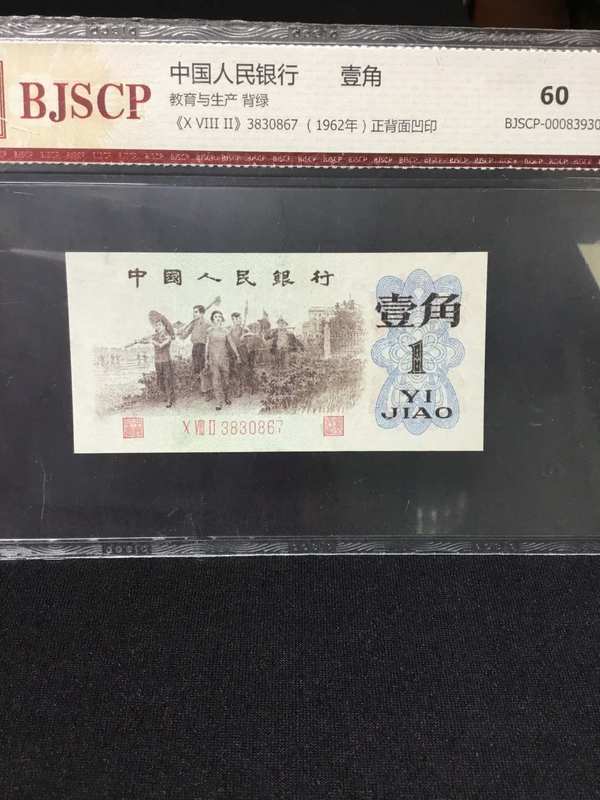 BJSCP
中国人民银行 壹角
教育与生产 背绿
《X VIII II》3830867 （1962年）正背面凹印
60
BJSCP-00083930
中國人民銀行
壹角
1
YI
JIAO
X VIII II 3830867